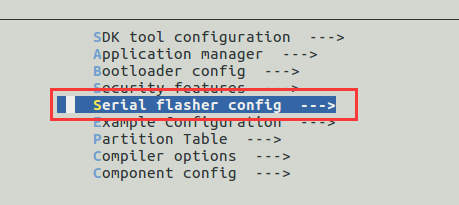 SDK tool configuration --->
Application manager --->
Bootloader config --->
Security features --->
Serial flasher config --->
Example Configuration --->
Partition Table --->
Compiler options --->
Component config --->